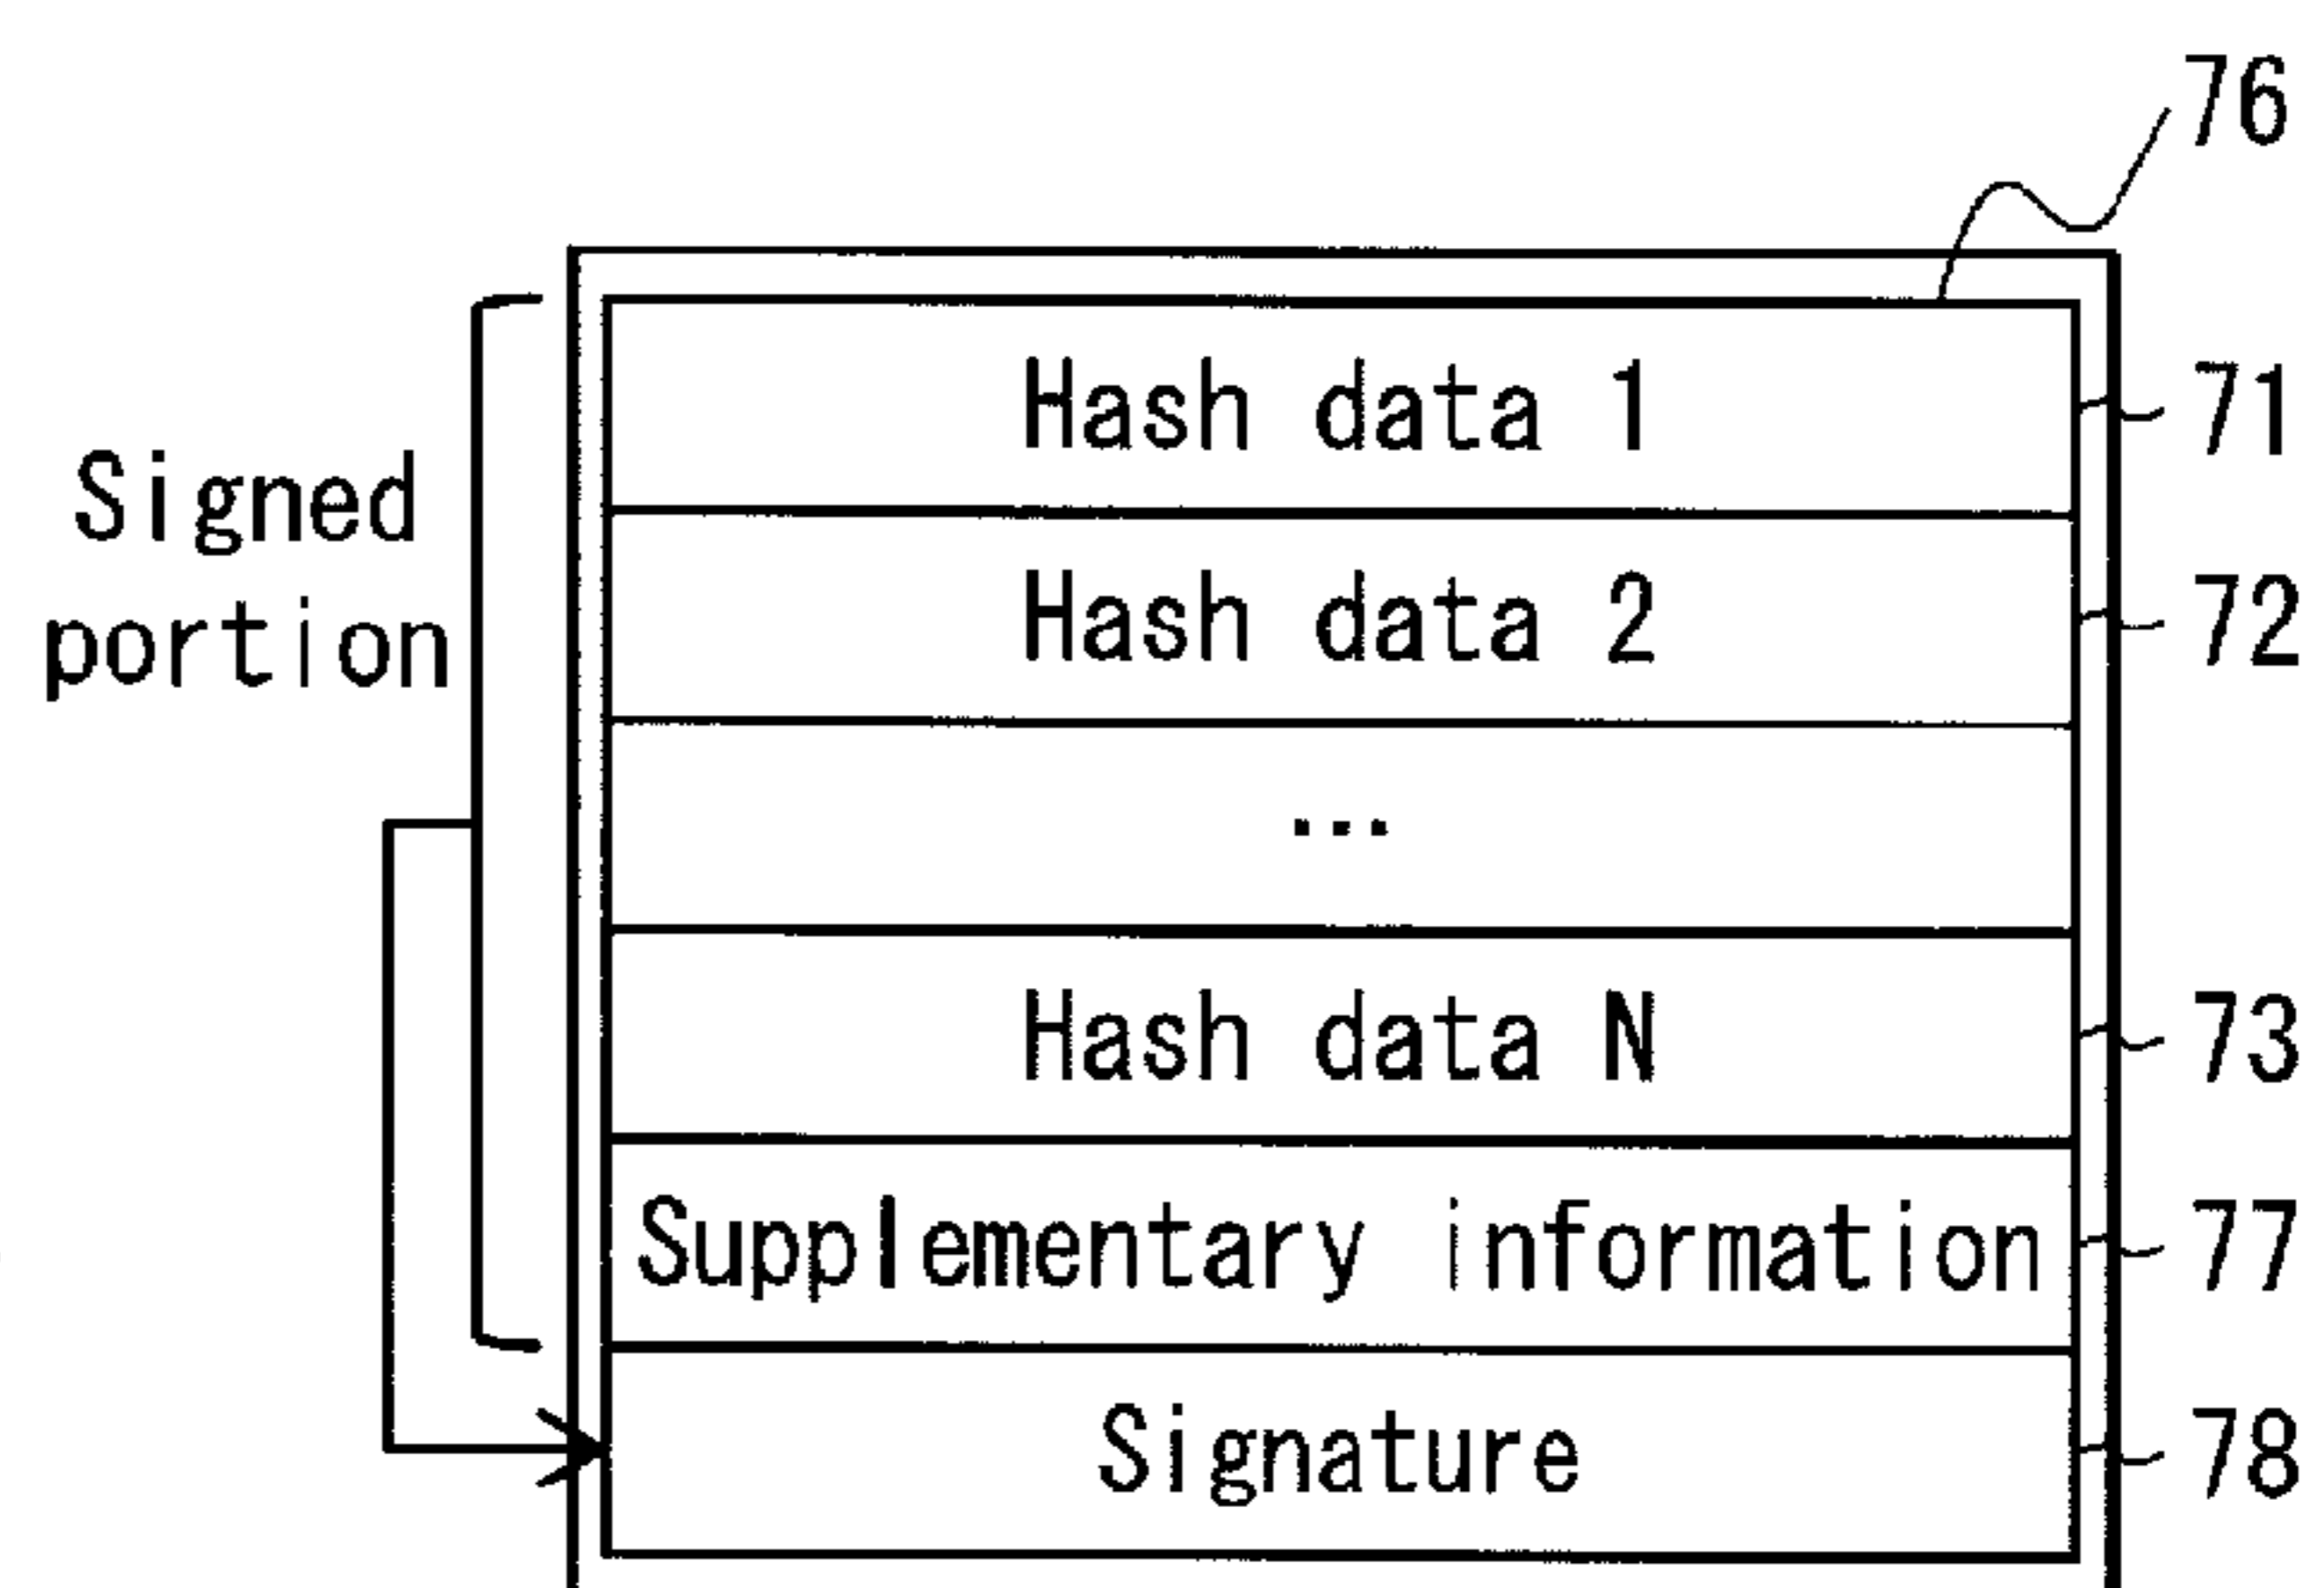 76
Hash data 1 71
Signed
portion
Hash data 2 72
...
Hash data N 73
Supplementary information 77
Signature 78